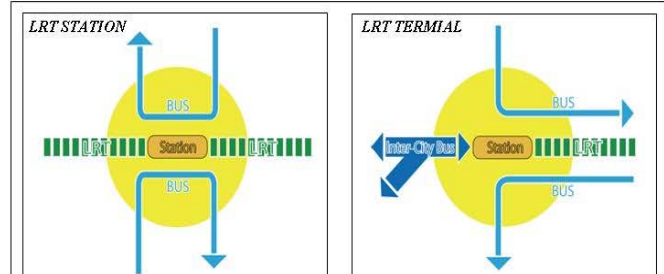 LRT STATION
BUS
LRT Station LRT
BUS
LRT TERMIAL
BUS
Inter-City Bus Station LRT
BUS